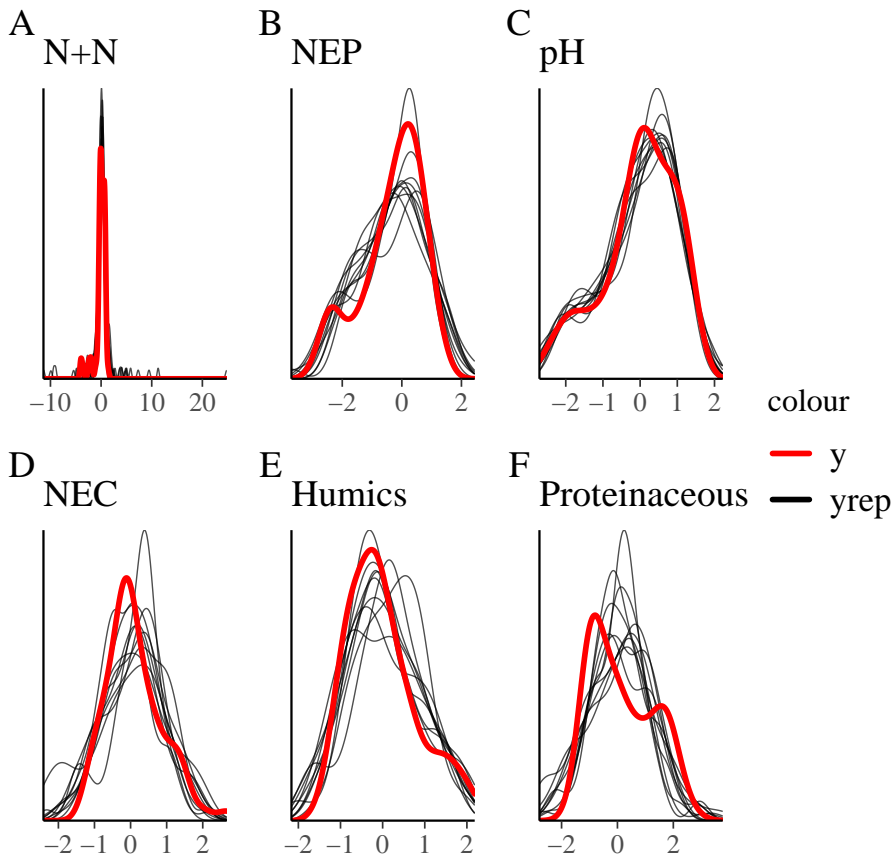 A
N+N
−10 0 10 20
B
NEP
−2 0 2
C
pH
−2 −1 0 1 2
colour
y
yrep
D
NEC
−2 −1 0 1 2
E
Humics
−2 −1 0 1 2
F
Proteinaceous
−2 0 2